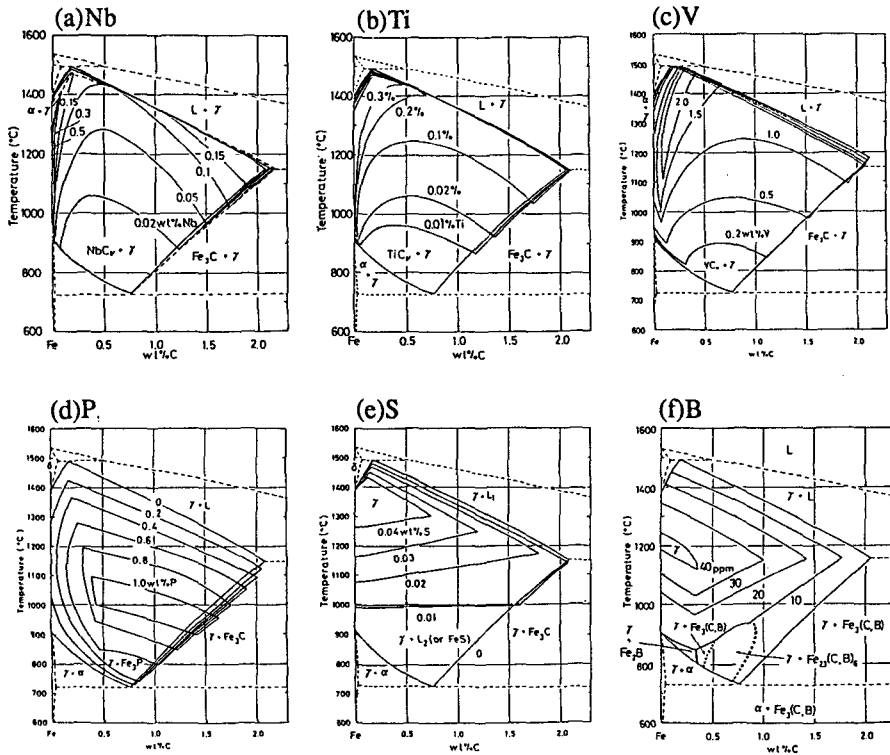 (a)Nb
1600
1400
1200
1000
800
600
Temperature (°C)
α + γ
0.15
0.3
0.5
L + γ
0.15
0.1
0.05
0.02wt%Nb
NbCᵧ + γ
Fe₃C + γ
Fe
0.5
1.0
1.5
2.0
wt%C
(b)Ti
1600
1400
1200
1000
800
600
Temperature (°C)
0.3%
0.2%
L + γ
0.1%
0.02%
0.01%Ti
TiCᵧ + γ
Fe₃C + γ
α + γ
Fe
0.5
1.0
1.5
2.0
wt%C
(c)V
1600
1500
1400
1300
1200
1100
1000
900
800
700
600
Temperature (°C)
2.0
1.5
L + γ
1.0
0.5
0.2wt%V
Fe₃C + γ
Fe
0.5
1.0
1.5
2.0
wt%C
(d)P
1600
1500
1400
1300
1200
1100
1000
900
800
700
600
Temperature (°C)
δ
0
0.2
0.4
0.6
0.8
1.0wt%P
γ + L
γ + Fe₃C
γ + Fe₃P
γ + α
Fe
0.5
1.0
1.5
2.0
wt%C
(e)S
1600
1500
1400
1300
1200
1100
1000
900
800
700
600
Temperature (°C)
δ
γ
γ + L₁
0.04wt%S
0.03
0.02
0.01
γ + L₂(or FeS)
0
γ + Fe₃C
γ + α
Fe
0.5
1.0
1.5
2.0
wt%C
(f)B
1600
1500
1400
1300
1200
1100
1000
900
800
700
600
Temperature (°C)
L
γ + L
γ
40ppm
30
20
10
γ + Fe₃(C,B)
γ + Fe₃(C,B)
γ + Fe₂B
γ + Fe₂₃(C,B)₆
γ + α
α + Fe₃(C,B)
Fe
0.5
1.0
1.5
2.0
wt%C